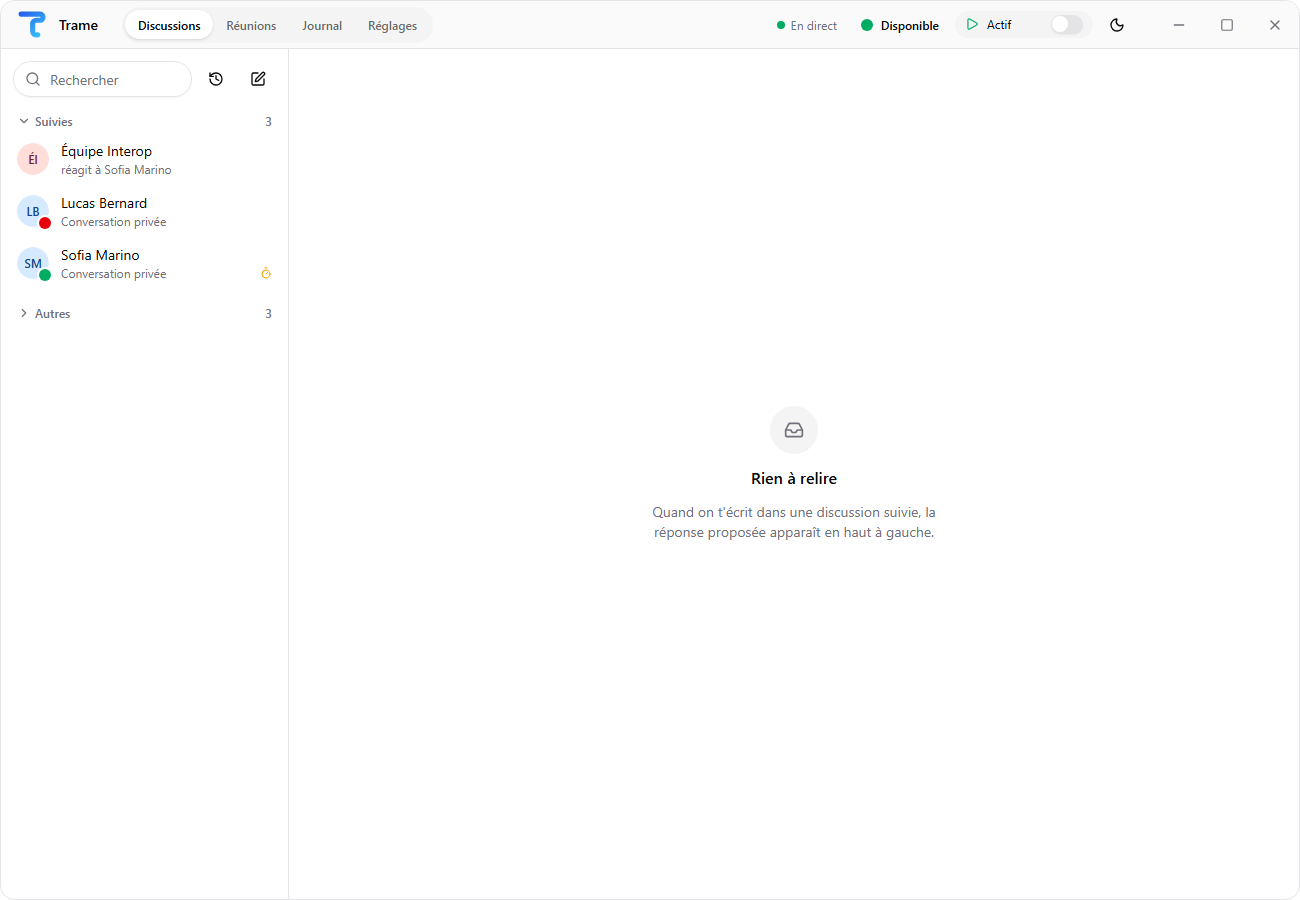 Trame
Discussions
Réunions
Journal
Réglages
En direct
Disponible
Actif
Rechercher
Suivies
3
ÉI
Équipe Interop
réagit à Sofia Marino
LB
Lucas Bernard
Conversation privée
SM
Sofia Marino
Conversation privée
Autres
3
Rien à relire
Quand on t'écrit dans une discussion suivie, la
réponse proposée apparaît en haut à gauche.